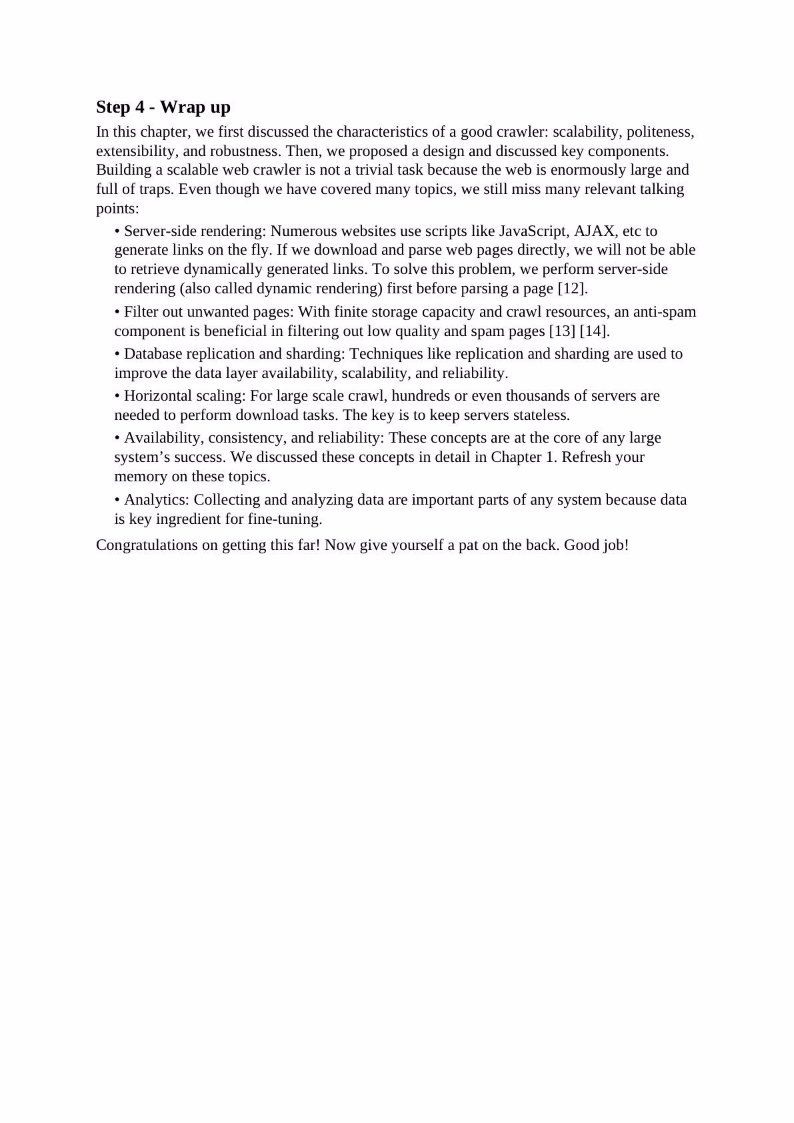 Step 4 - Wrap up
In this chapter, we first discussed the characteristics of a good crawler: scalability, politeness,
extensibility, and robustness. Then, we proposed a design and discussed key components.
Building a scalable web crawler is not a trivial task because the web is enormously large and
full of traps. Even though we have covered many topics, we still miss many relevant talking
points:
• Server-side rendering: Numerous websites use scripts like JavaScript, AJAX, etc to
generate links on the fly. If we download and parse web pages directly, we will not be able
to retrieve dynamically generated links. To solve this problem, we perform server-side
rendering (also called dynamic rendering) first before parsing a page [12].
• Filter out unwanted pages: With finite storage capacity and crawl resources, an anti-spam
component is beneficial in filtering out low quality and spam pages [13] [14].
• Database replication and sharding: Techniques like replication and sharding are used to
improve the data layer availability, scalability, and reliability.
• Horizontal scaling: For large scale crawl, hundreds or even thousands of servers are
needed to perform download tasks. The key is to keep servers stateless.
• Availability, consistency, and reliability: These concepts are at the core of any large
system’s success. We discussed these concepts in detail in Chapter 1. Refresh your
memory on these topics.
• Analytics: Collecting and analyzing data are important parts of any system because data
is key ingredient for fine-tuning.
Congratulations on getting this far! Now give yourself a pat on the back. Good job!